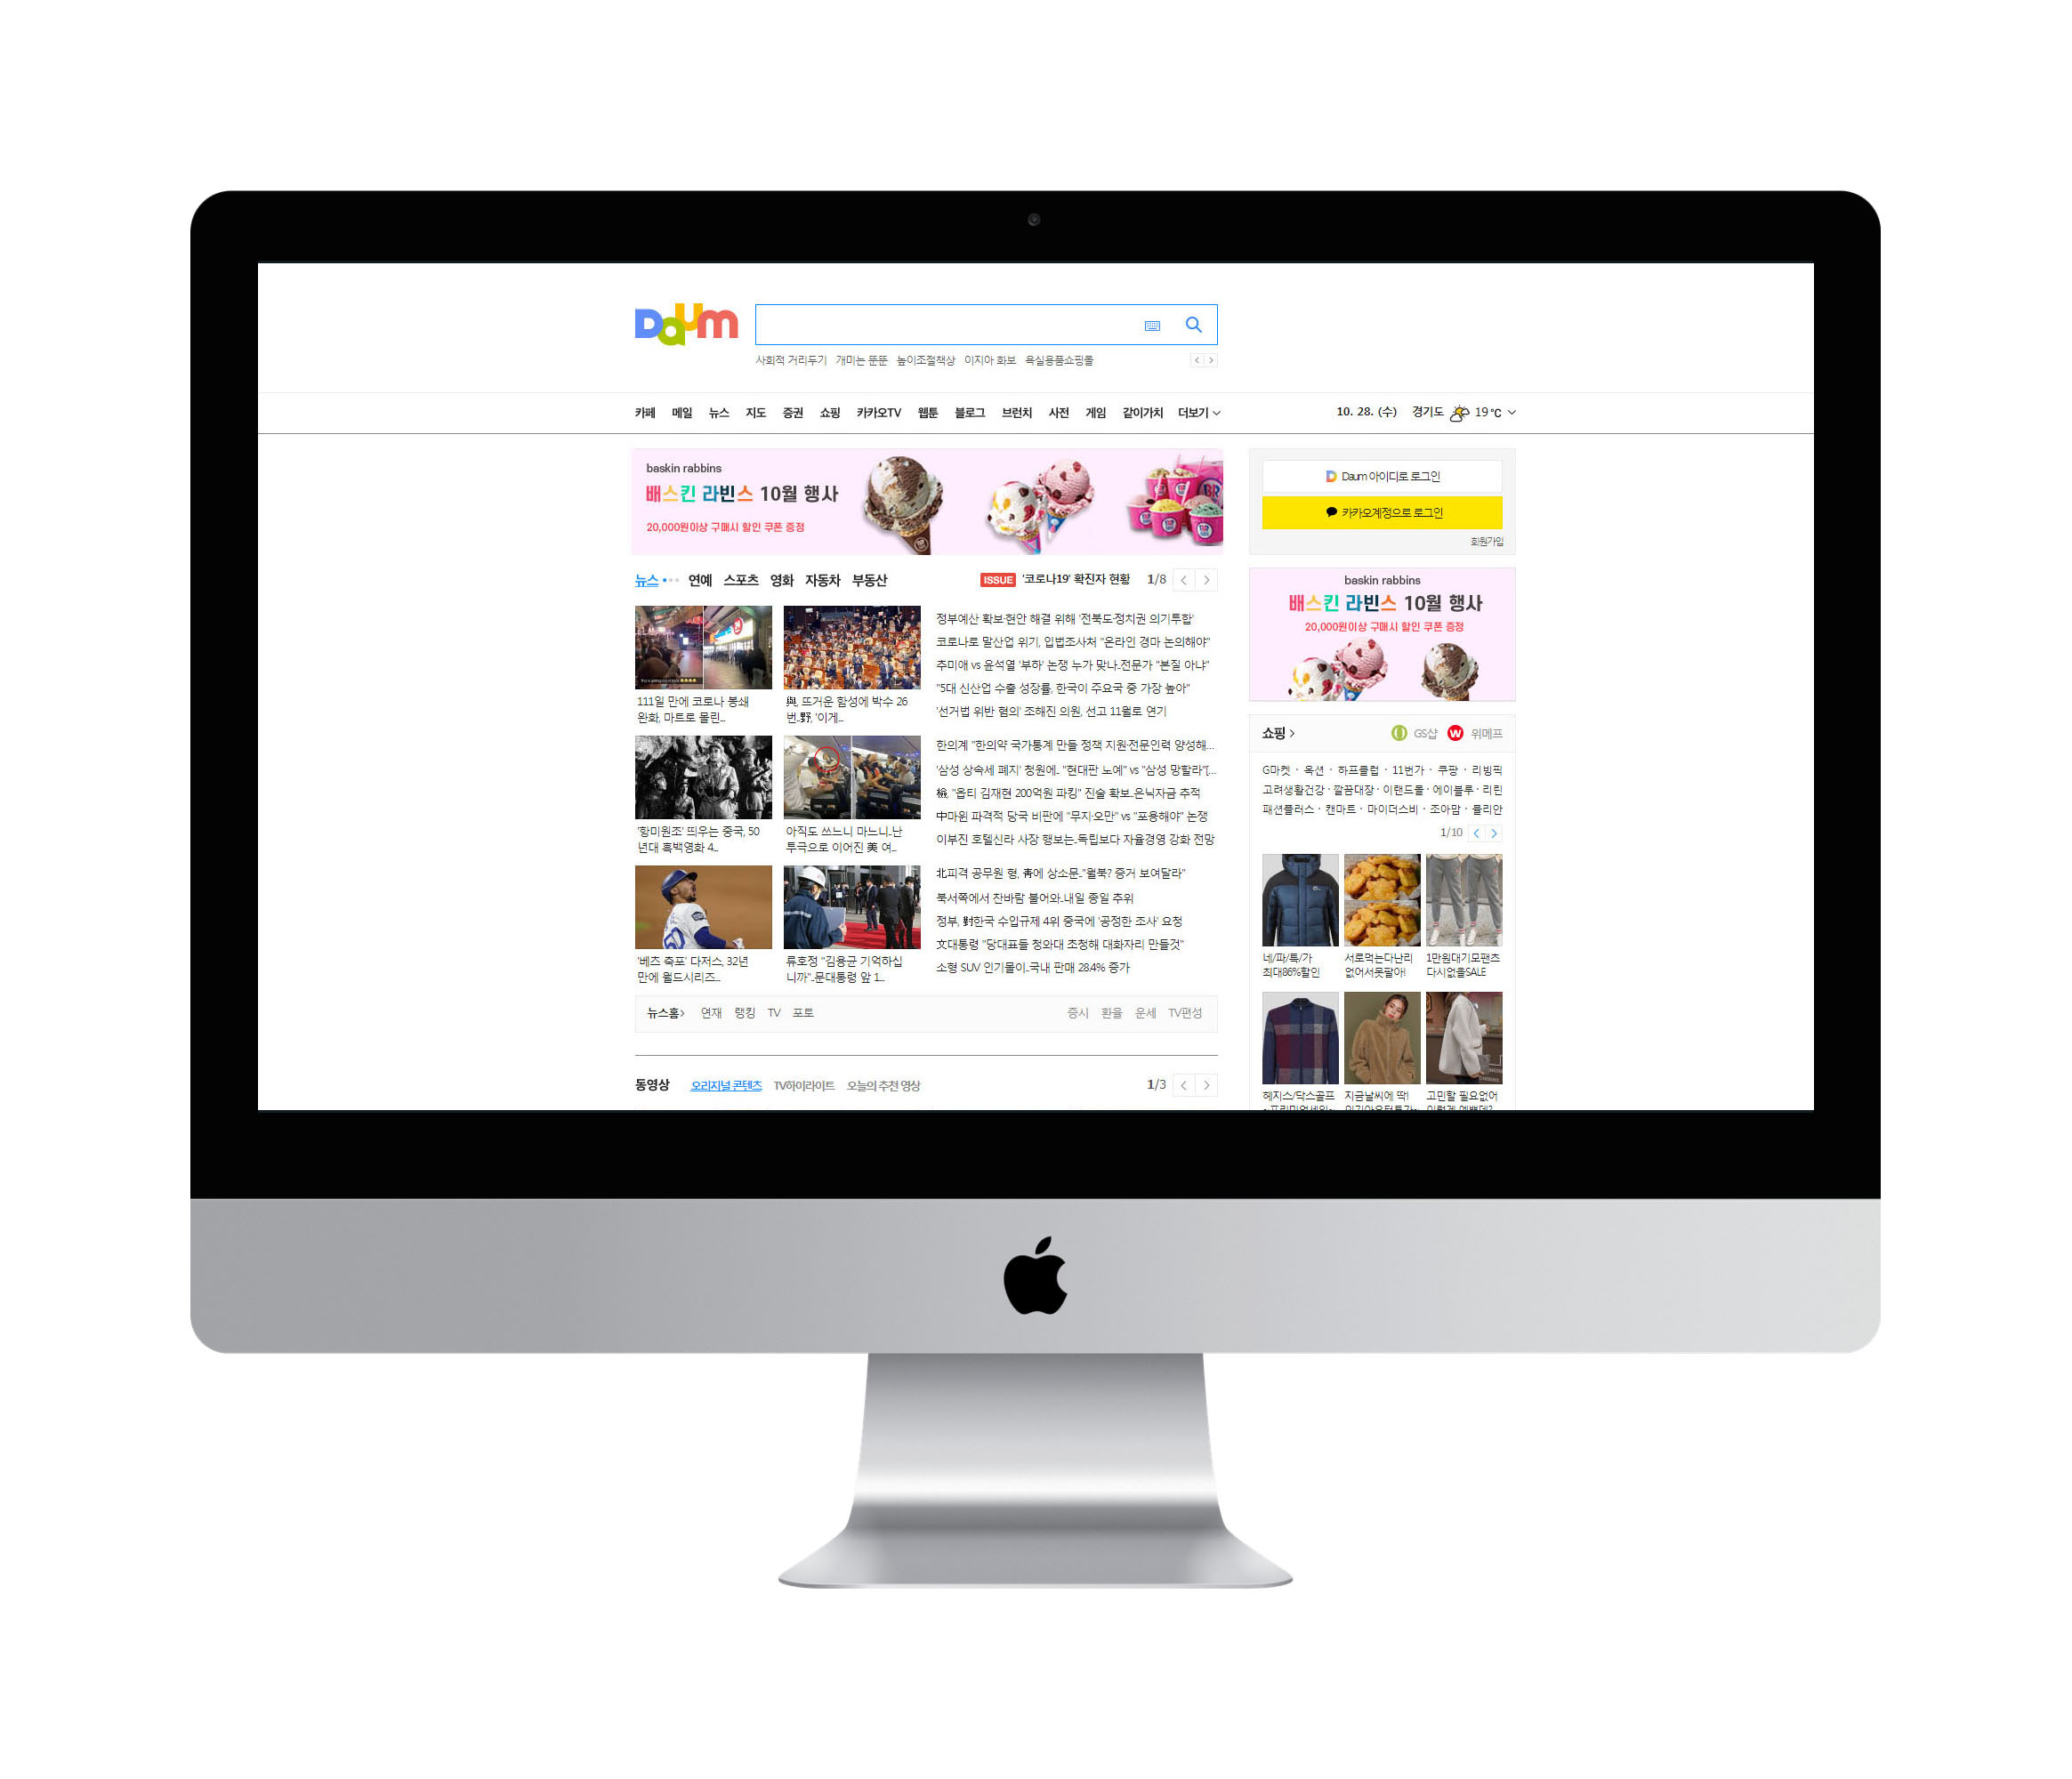 Daum
사회적 거리두기 개미는 뚠뚠 높이조절책상 이지아 화보 욕실용품쇼핑몰
카페 메일 뉴스 지도 증권 쇼핑 카카오TV 웹툰 블로그 브런치 사전 게임 같이가치 더보기
10. 28. (수) 경기도 19℃
baskin rabbins
배스킨 라빈스 10월 행사
20,000원이상 구매시 할인 쿠폰 증정
Daum 아이디로 로그인
카카오계정으로 로그인
회원가입
뉴스 연예 스포츠 영화 자동차 부동산
ISSUE '코로나19' 확진자 현황 1/8
111일 만에 코로나 봉쇄
완화, 마트로 몰린...
與, 뜨거운 함성에 박수 26
번..野, '이게...
'항미원조' 띄우는 중국, 50
년대 흑백영화 4...
아직도 쓰느니 마느니..난
투극으로 이어진 美 여...
'베츠 축포' 다저스, 32년
만에 월드시리즈...
류호정 "김용균 기억하십
니까"..문대통령 앞 1...
정부예산 확보·현안 해결 위해 '전북도·정치권 의기투합'
코로나로 말산업 위기, 입법조사처 "온라인 경마 논의해야"
추미애 vs 윤석열 '부하' 논쟁 누가 맞나..전문가 "본질 아냐"
"5대 신산업 수출 성장률, 한국이 주요국 중 가장 높아"
'선거법 위반 혐의' 조해진 의원, 선고 11월로 연기
한의계 "한의약 국가통계 만들 정책 지원·전문인력 양성해...
'삼성 상속세 폐지' 청원에.. "현대판 노예" vs "삼성 망할라"[...
檢, "옵티 김재현 200억원 파킹" 진술 확보..은닉자금 추적
中마윈 파격적 당국 비판에 "무지·오만" vs "포용해야" 논쟁
이부진 호텔신라 사장 행보는..독립보다 자율경영 강화 전망
北피격 공무원 형, 靑에 상소문.."월북? 증거 보여달라"
북서쪽에서 찬바람 불어와..내일 종일 추위
정부, 對한국 수입규제 4위 중국에 '공정한 조사' 요청
文대통령 "당대표들 청와대 초청해 대화자리 만들것"
소형 SUV 인기몰이..국내 판매 28.4% 증가
뉴스홈 연재 랭킹 TV 포토
증시 환율 운세 TV편성
동영상 오리지널 콘텐츠 TV하이라이트 오늘의 추천 영상 1/3
baskin rabbins
배스킨 라빈스 10월 행사
20,000원이상 구매시 할인 쿠폰 증정
쇼핑 GS샵 위메프
G마켓 · 옥션 · 하프클럽 · 11번가 · 쿠팡 · 리빙픽
고려생활건강 · 깔끔대장 · 이랜드몰 · 에이블루 · 리린
패션플러스 · 캔마트 · 마이더스비 · 조아맘 · 플리안
1/10
네/파/특/가
최대86%할인
서로먹는다난리
없어서못팔아!
1만원대기모팬츠
다시없을SALE
헤지스/닥스골프
지금날씨에 딱!
고민할 필요없어